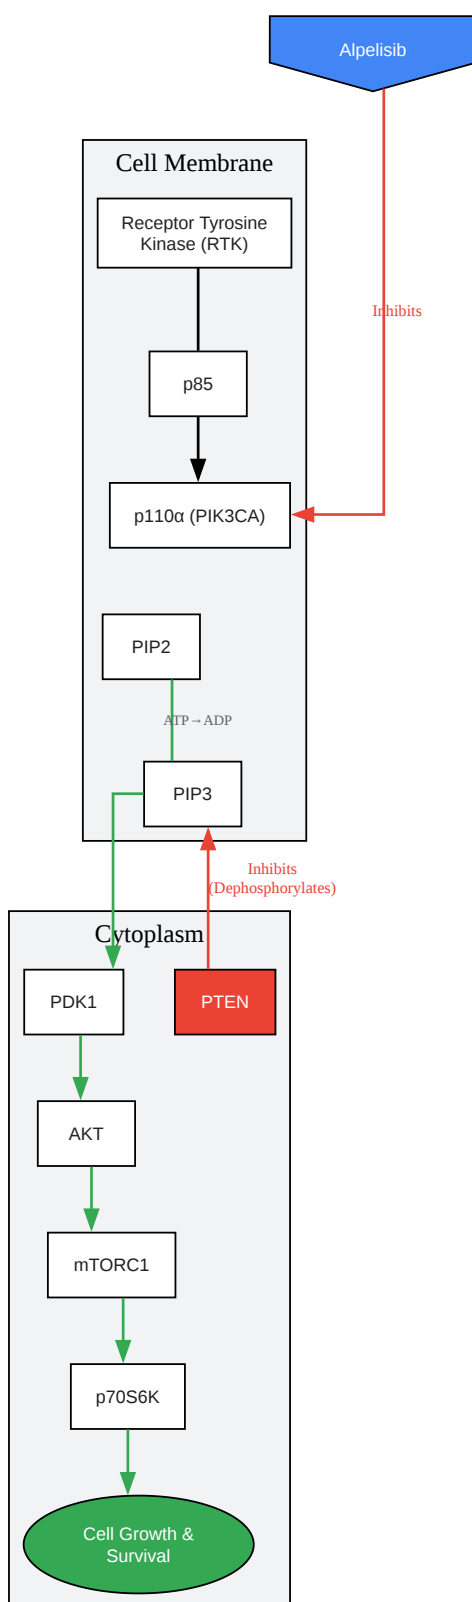 Alpelisib
Cell Membrane
Receptor Tyrosine
Kinase (RTK)
Inhibits
p85
p110α (PIK3CA)
PIP2
ATP→ADP
PIP3
Inhibits
(Dephosphorylates)
Cytoplasm
PDK1
PTEN
AKT
mTORC1
p70S6K
Cell Growth &
Survival